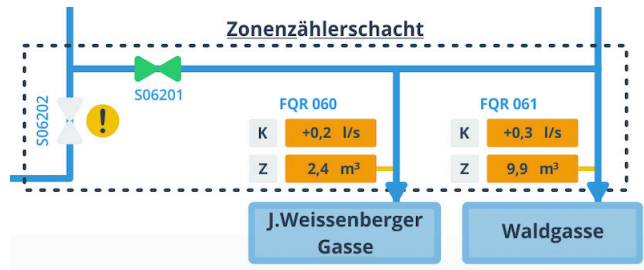 Zonenzählerschacht
S06201
S06202
!
FQR 060
K +0,2 l/s
Z 2,4 m³
FQR 061
K +0,3 l/s
Z 9,9 m³
J.Weissenberger
Gasse
Waldgasse